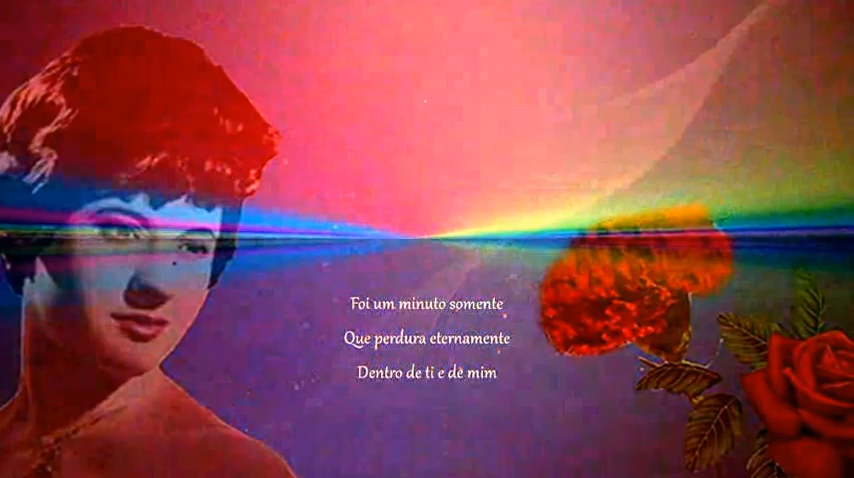 Foi um minuto somente
Que perdura eternamente
Dentro de ti e de mim